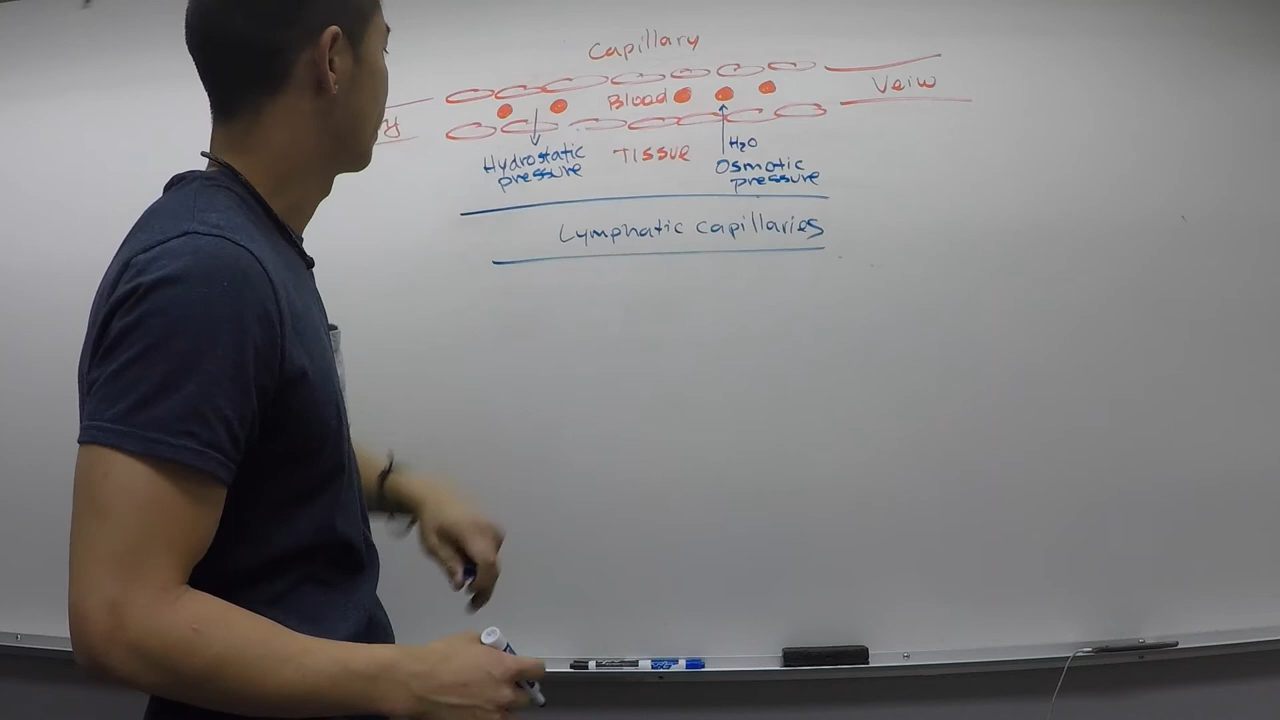 Capillary
Blood
Veiw
Hydrostatic
pressure
TISSUE
H2O
Osmotic
pressure
Lymphatic capillaries